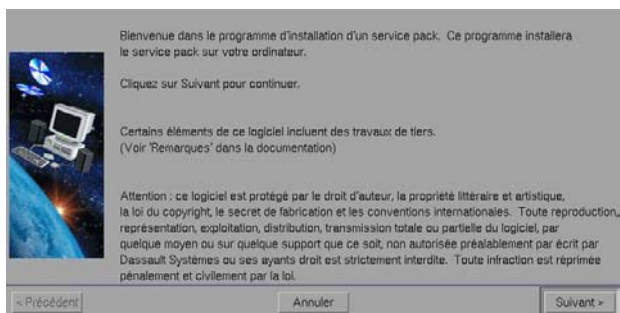 Bienvenue dans le programme d'installation d'un service pack. Ce programme installera
le service pack sur votre ordinateur.
Cliquez sur Suivant pour continuer.
Certains éléments de ce logiciel incluent des travaux de tiers.
(Voir 'Remarques' dans la documentation)
Attention : ce logiciel est protégé par le droit d'auteur, la propriété littéraire et artistique,
la loi du copyright, le secret de fabrication et les conventions internationales. Toute reproduction,
représentation, exploitation, distribution, transmission totale ou partielle du logiciel, par
quelque moyen ou sur quelque support que ce soit, non autorisée préalablement par écrit par
Dassault Systèmes ou ses ayants droit est strictement interdite. Toute infraction est réprimée
pénalement et civilement par la loi.
< Précédent
Annuler
Suivant >